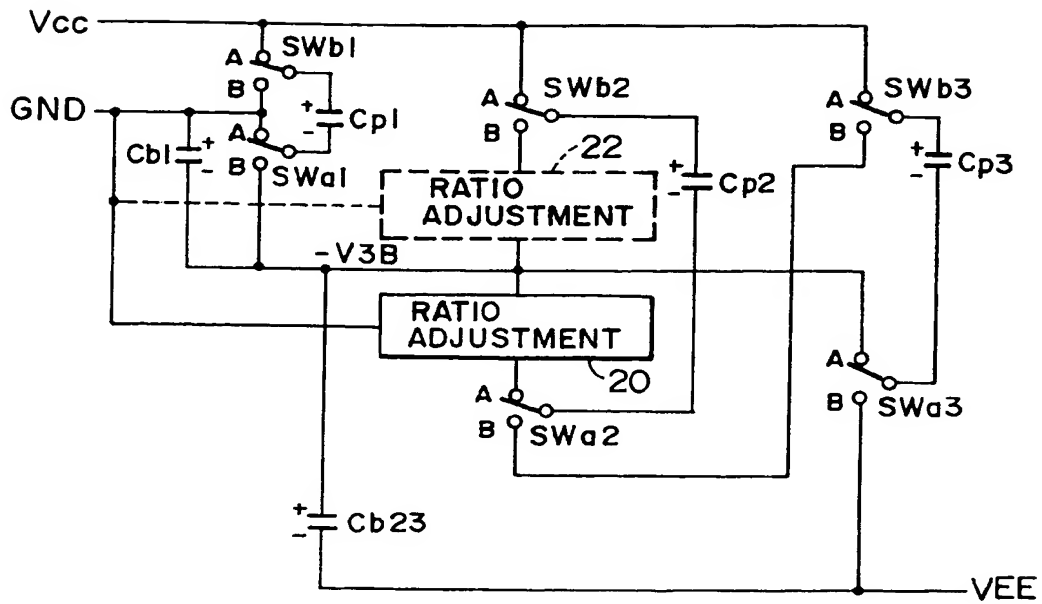 Vcc
A SWb1
B
GND
+
-
Cp1
A
B
SWa1
Cb1
+
-
SWb2
A
B
22
+
-
Cp2
SWb3
A
B
+
-
Cp3
RATIO
ADJUSTMENT
-V3B
RATIO
ADJUSTMENT
20
A
B
SWa2
A
B
SWa3
+
-
Cb23
VEE